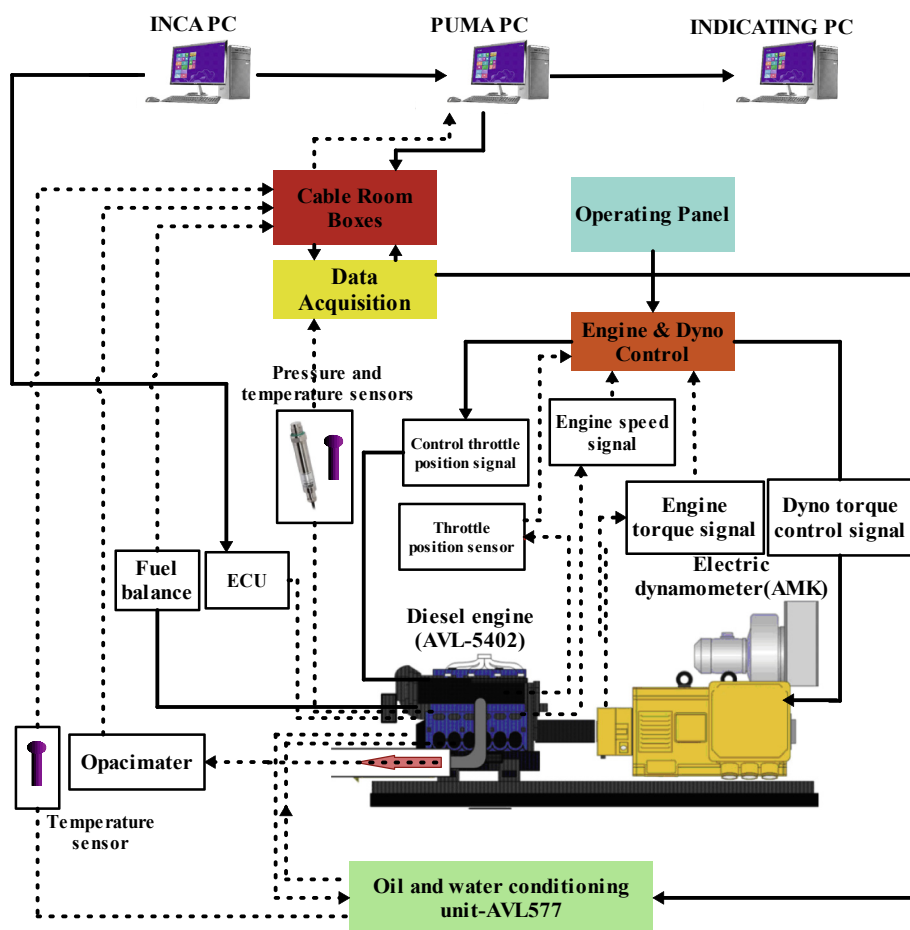 INCA PC
PUMA PC
INDICATING PC
Cable Room
Boxes
Operating Panel
Data
Acquisition
Engine & Dyno
Control
Pressure and
temperature sensors
Control throttle
position signal
Engine speed
signal
Throttle
position sensor
Engine
torque signal
Dyno torque
control signal
Fuel
balance
ECU
Electric
dynamometer(AMK)
Diesel engine
(AVL-5402)
Opacimater
Temperature
sensor
Oil and water conditioning
unit-AVL577